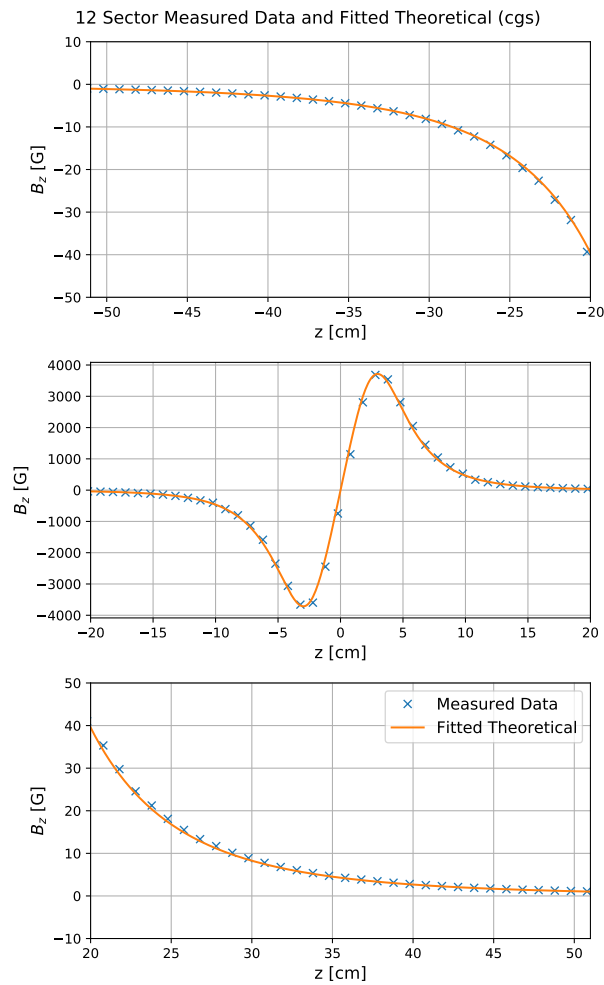 12 Sector Measured Data and Fitted Theoretical (cgs)
10
0
−10
−20
−30
−40
−50
B_z [G]
−50 −45 −40 −35 −30 −25 −20
z [cm]
4000
3000
2000
1000
0
−1000
−2000
−3000
−4000
B_z [G]
−20 −15 −10 −5 0 5 10 15 20
z [cm]
50
40
30
20
10
0
−10
B_z [G]
Measured Data
Fitted Theoretical
20 25 30 35 40 45 50
z [cm]